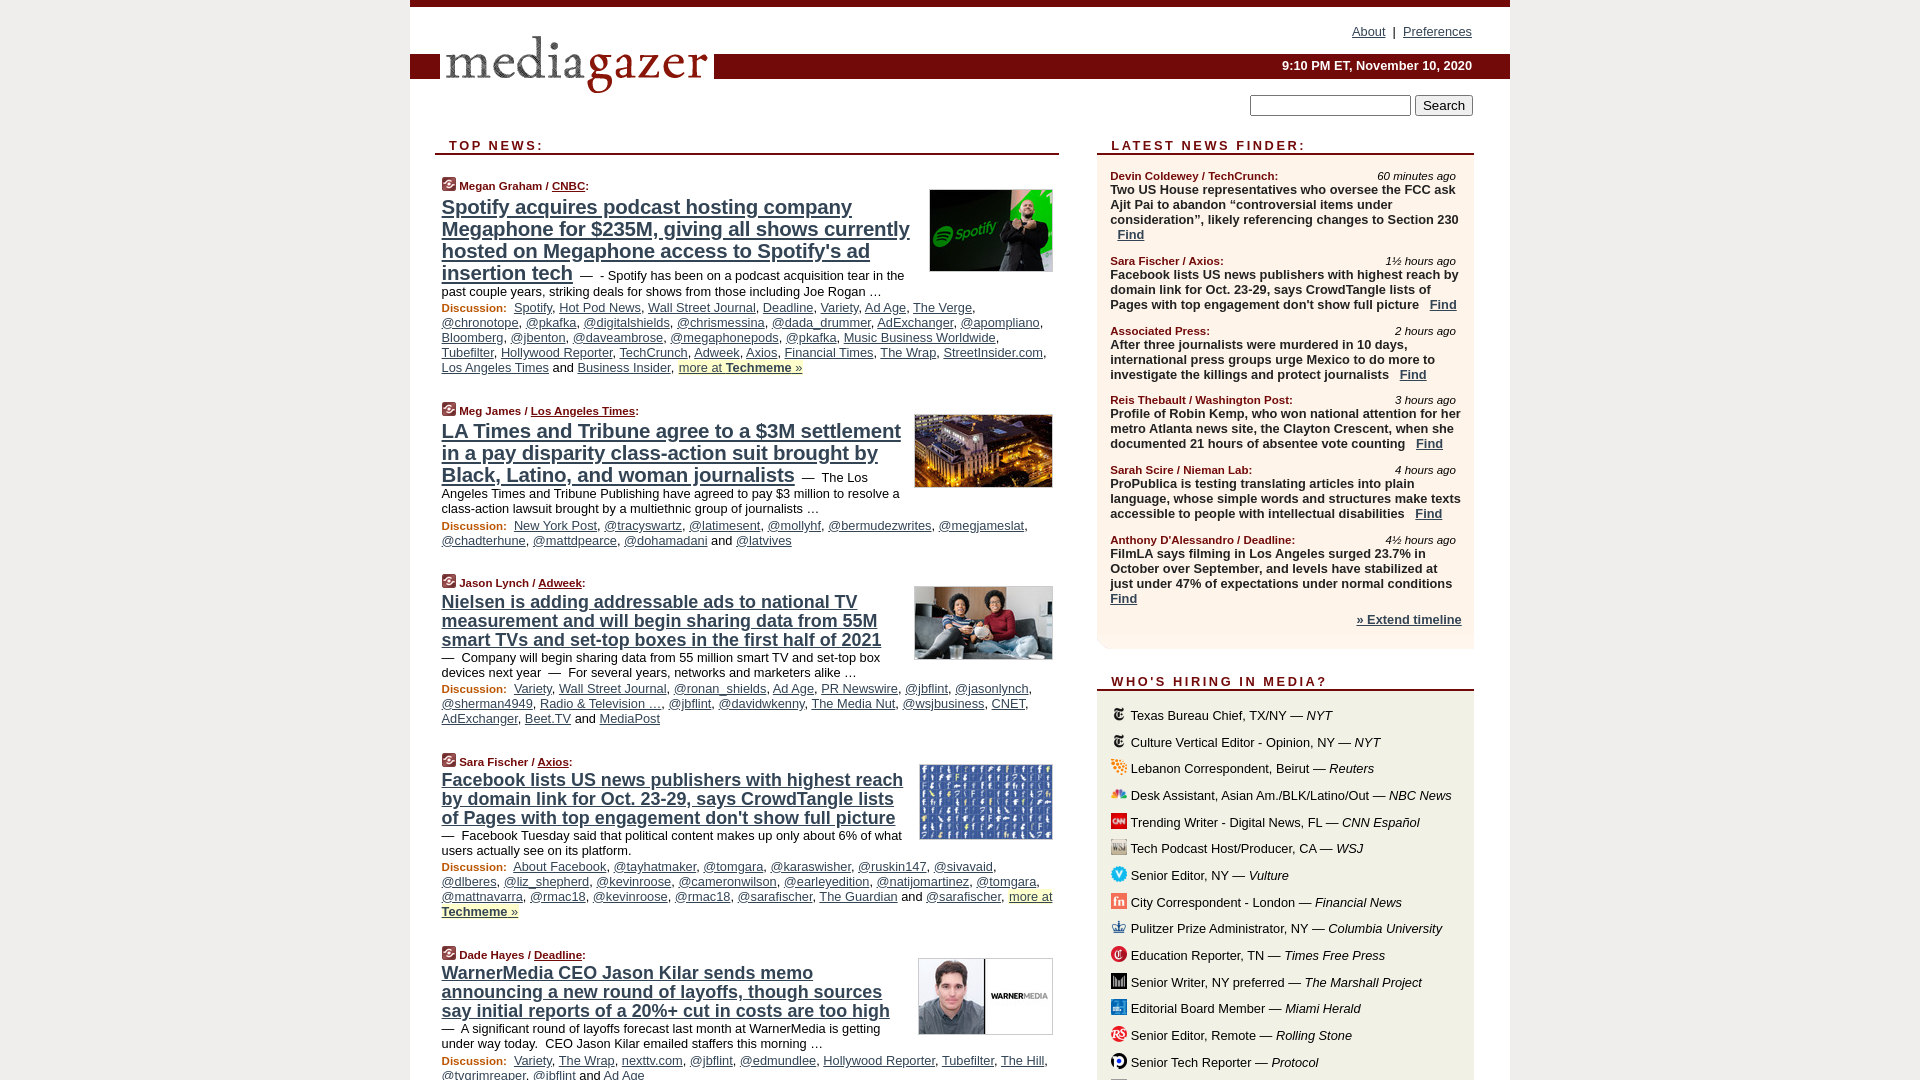 About | Preferences
mediagazer
9:10 PM ET, November 10, 2020
Search
TOP NEWS:
Megan Graham / CNBC:
Spotify acquires podcast hosting company
Megaphone for $235M, giving all shows currently
hosted on Megaphone access to Spotify's ad
insertion tech — - Spotify has been on a podcast acquisition tear in the
past couple years, striking deals for shows from those including Joe Rogan …
Spotify
Discussion: Spotify, Hot Pod News, Wall Street Journal, Deadline, Variety, Ad Age, The Verge,
@chronotope, @pkafka, @digitalshields, @chrismessina, @dada_drummer, AdExchanger, @apompliano,
Bloomberg, @jbenton, @daveambrose, @megaphonepods, @pkafka, Music Business Worldwide,
Tubefilter, Hollywood Reporter, TechCrunch, Adweek, Axios, Financial Times, The Wrap, StreetInsider.com,
Los Angeles Times and Business Insider, more at Techmeme »
Meg James / Los Angeles Times:
LA Times and Tribune agree to a $3M settlement
in a pay disparity class-action suit brought by
Black, Latino, and woman journalists — The Los
Angeles Times and Tribune Publishing have agreed to pay $3 million to resolve a
class-action lawsuit brought by a multiethnic group of journalists …
Discussion: New York Post, @tracyswartz, @latimesent, @mollyhf, @bermudezwrites, @megjameslat,
@chadterhune, @mattdpearce, @dohamadani and @latvives
Jason Lynch / Adweek:
Nielsen is adding addressable ads to national TV
measurement and will begin sharing data from 55M
smart TVs and set-top boxes in the first half of 2021
— Company will begin sharing data from 55 million smart TV and set-top box
devices next year — For several years, networks and marketers alike …
Discussion: Variety, Wall Street Journal, @ronan_shields, Ad Age, PR Newswire, @jbflint, @jasonlynch,
@sherman4949, Radio & Television …, @jbflint, @davidwkenny, The Media Nut, @wsjbusiness, CNET,
AdExchanger, Beet.TV and MediaPost
Sara Fischer / Axios:
Facebook lists US news publishers with highest reach
by domain link for Oct. 23-29, says CrowdTangle lists
of Pages with top engagement don't show full picture
— Facebook Tuesday said that political content makes up only about 6% of what
users actually see on its platform.
Discussion: About Facebook, @tayhatmaker, @tomgara, @karaswisher, @ruskin147, @sivavaid,
@dlberes, @liz_shepherd, @kevinroose, @cameronwilson, @earleyedition, @natijomartinez, @tomgara,
@mattnavarra, @rmac18, @kevinroose, @rmac18, @sarafischer, The Guardian and @sarafischer, more at
Techmeme »
Dade Hayes / Deadline:
WarnerMedia CEO Jason Kilar sends memo
announcing a new round of layoffs, though sources
say initial reports of a 20%+ cut in costs are too high
— A significant round of layoffs forecast last month at WarnerMedia is getting
under way today. CEO Jason Kilar emailed staffers this morning …
WARNERMEDIA
Discussion: Variety, The Wrap, nexttv.com, @jbflint, @edmundlee, Hollywood Reporter, Tubefilter, The Hill,
@tvgrimreaper, @jbflint and Ad Age
LATEST NEWS FINDER:
Devin Coldewey / TechCrunch: 60 minutes ago
Two US House representatives who oversee the FCC ask
Ajit Pai to abandon “controversial items under
consideration”, likely referencing changes to Section 230
Find
Sara Fischer / Axios: 1½ hours ago
Facebook lists US news publishers with highest reach by
domain link for Oct. 23-29, says CrowdTangle lists of
Pages with top engagement don't show full picture Find
Associated Press: 2 hours ago
After three journalists were murdered in 10 days,
international press groups urge Mexico to do more to
investigate the killings and protect journalists Find
Reis Thebault / Washington Post: 3 hours ago
Profile of Robin Kemp, who won national attention for her
metro Atlanta news site, the Clayton Crescent, when she
documented 21 hours of absentee vote counting Find
Sarah Scire / Nieman Lab: 4 hours ago
ProPublica is testing translating articles into plain
language, whose simple words and structures make texts
accessible to people with intellectual disabilities Find
Anthony D'Alessandro / Deadline: 4½ hours ago
FilmLA says filming in Los Angeles surged 23.7% in
October over September, and levels have stabilized at
just under 47% of expectations under normal conditions
Find
» Extend timeline
WHO'S HIRING IN MEDIA?
Texas Bureau Chief, TX/NY — NYT
Culture Vertical Editor - Opinion, NY — NYT
Lebanon Correspondent, Beirut — Reuters
Desk Assistant, Asian Am./BLK/Latino/Out — NBC News
Trending Writer - Digital News, FL — CNN Español
Tech Podcast Host/Producer, CA — WSJ
Senior Editor, NY — Vulture
City Correspondent - London — Financial News
Pulitzer Prize Administrator, NY — Columbia University
Education Reporter, TN — Times Free Press
Senior Writer, NY preferred — The Marshall Project
Editorial Board Member — Miami Herald
Senior Editor, Remote — Rolling Stone
Senior Tech Reporter — Protocol